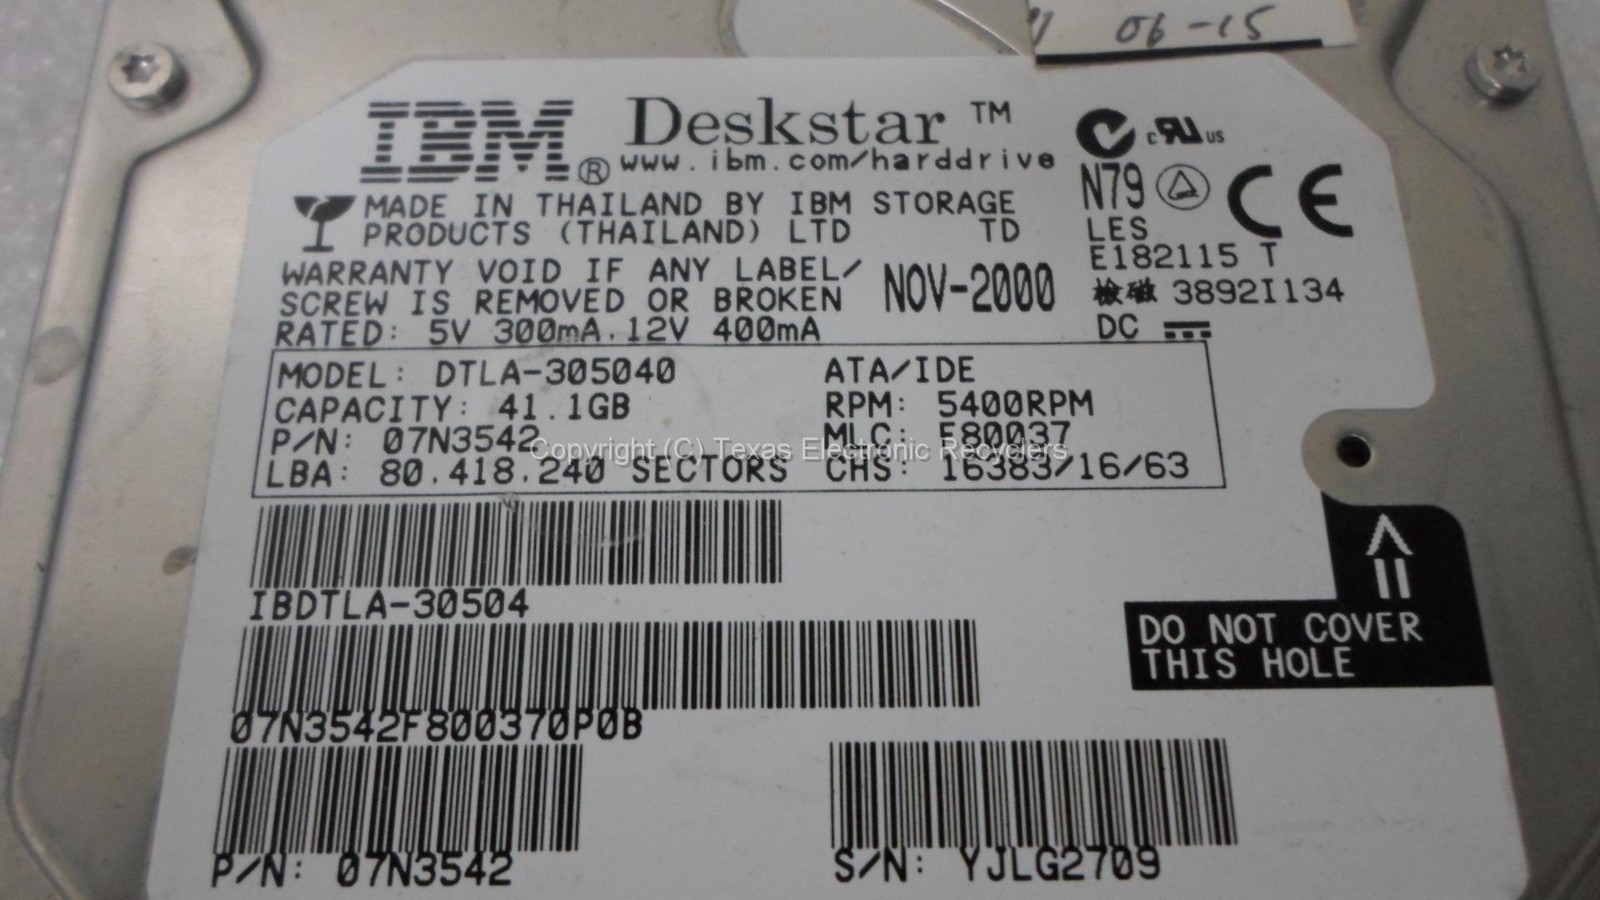 06-15
IBM® Deskstar ™
www.ibm.com/harddrive
c RU US
N79
LES
E182115 T
検磁 3892I134
DC
MADE IN THAILAND BY IBM STORAGE
PRODUCTS (THAILAND) LTD TD
WARRANTY VOID IF ANY LABEL/
SCREW IS REMOVED OR BROKEN
NOV-2000
RATED: 5V 300mA,12V 400mA
MODEL: DTLA-305040 ATA/IDE
CAPACITY: 41.1GB RPM: 5400RPM
P/N: 07N3542 MLC: F80037
Copyright (C) Texas Electronic Recyclers
LBA: 80,418,240 SECTORS CHS: 16383/16/63
IBDTLA-30504
DO NOT COVER
THIS HOLE
07N3542F800370P0B
P/N: 07N3542 S/N: YJLG2709